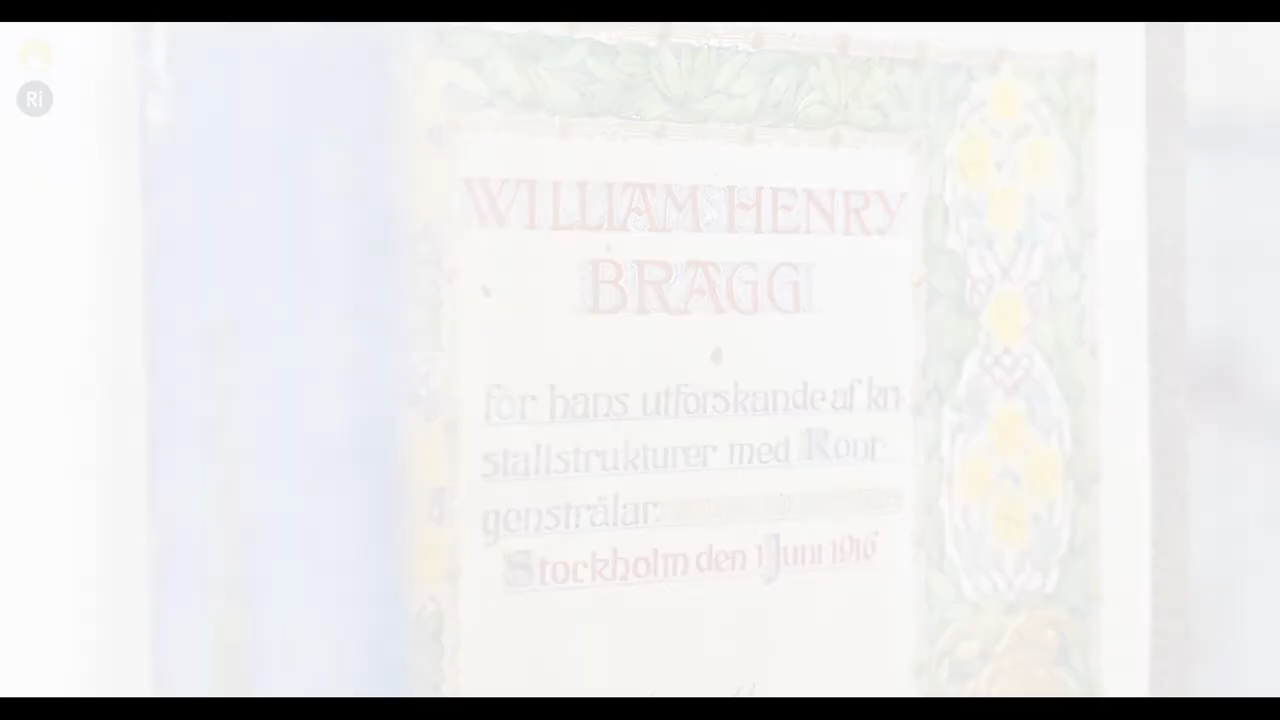 Ri
WILLIAM HENRY
BRAGG
för hans utforskande af kri-
stallstrukturer med Rönt-
genstrålar.
Stockholm den 1 Juni 1916